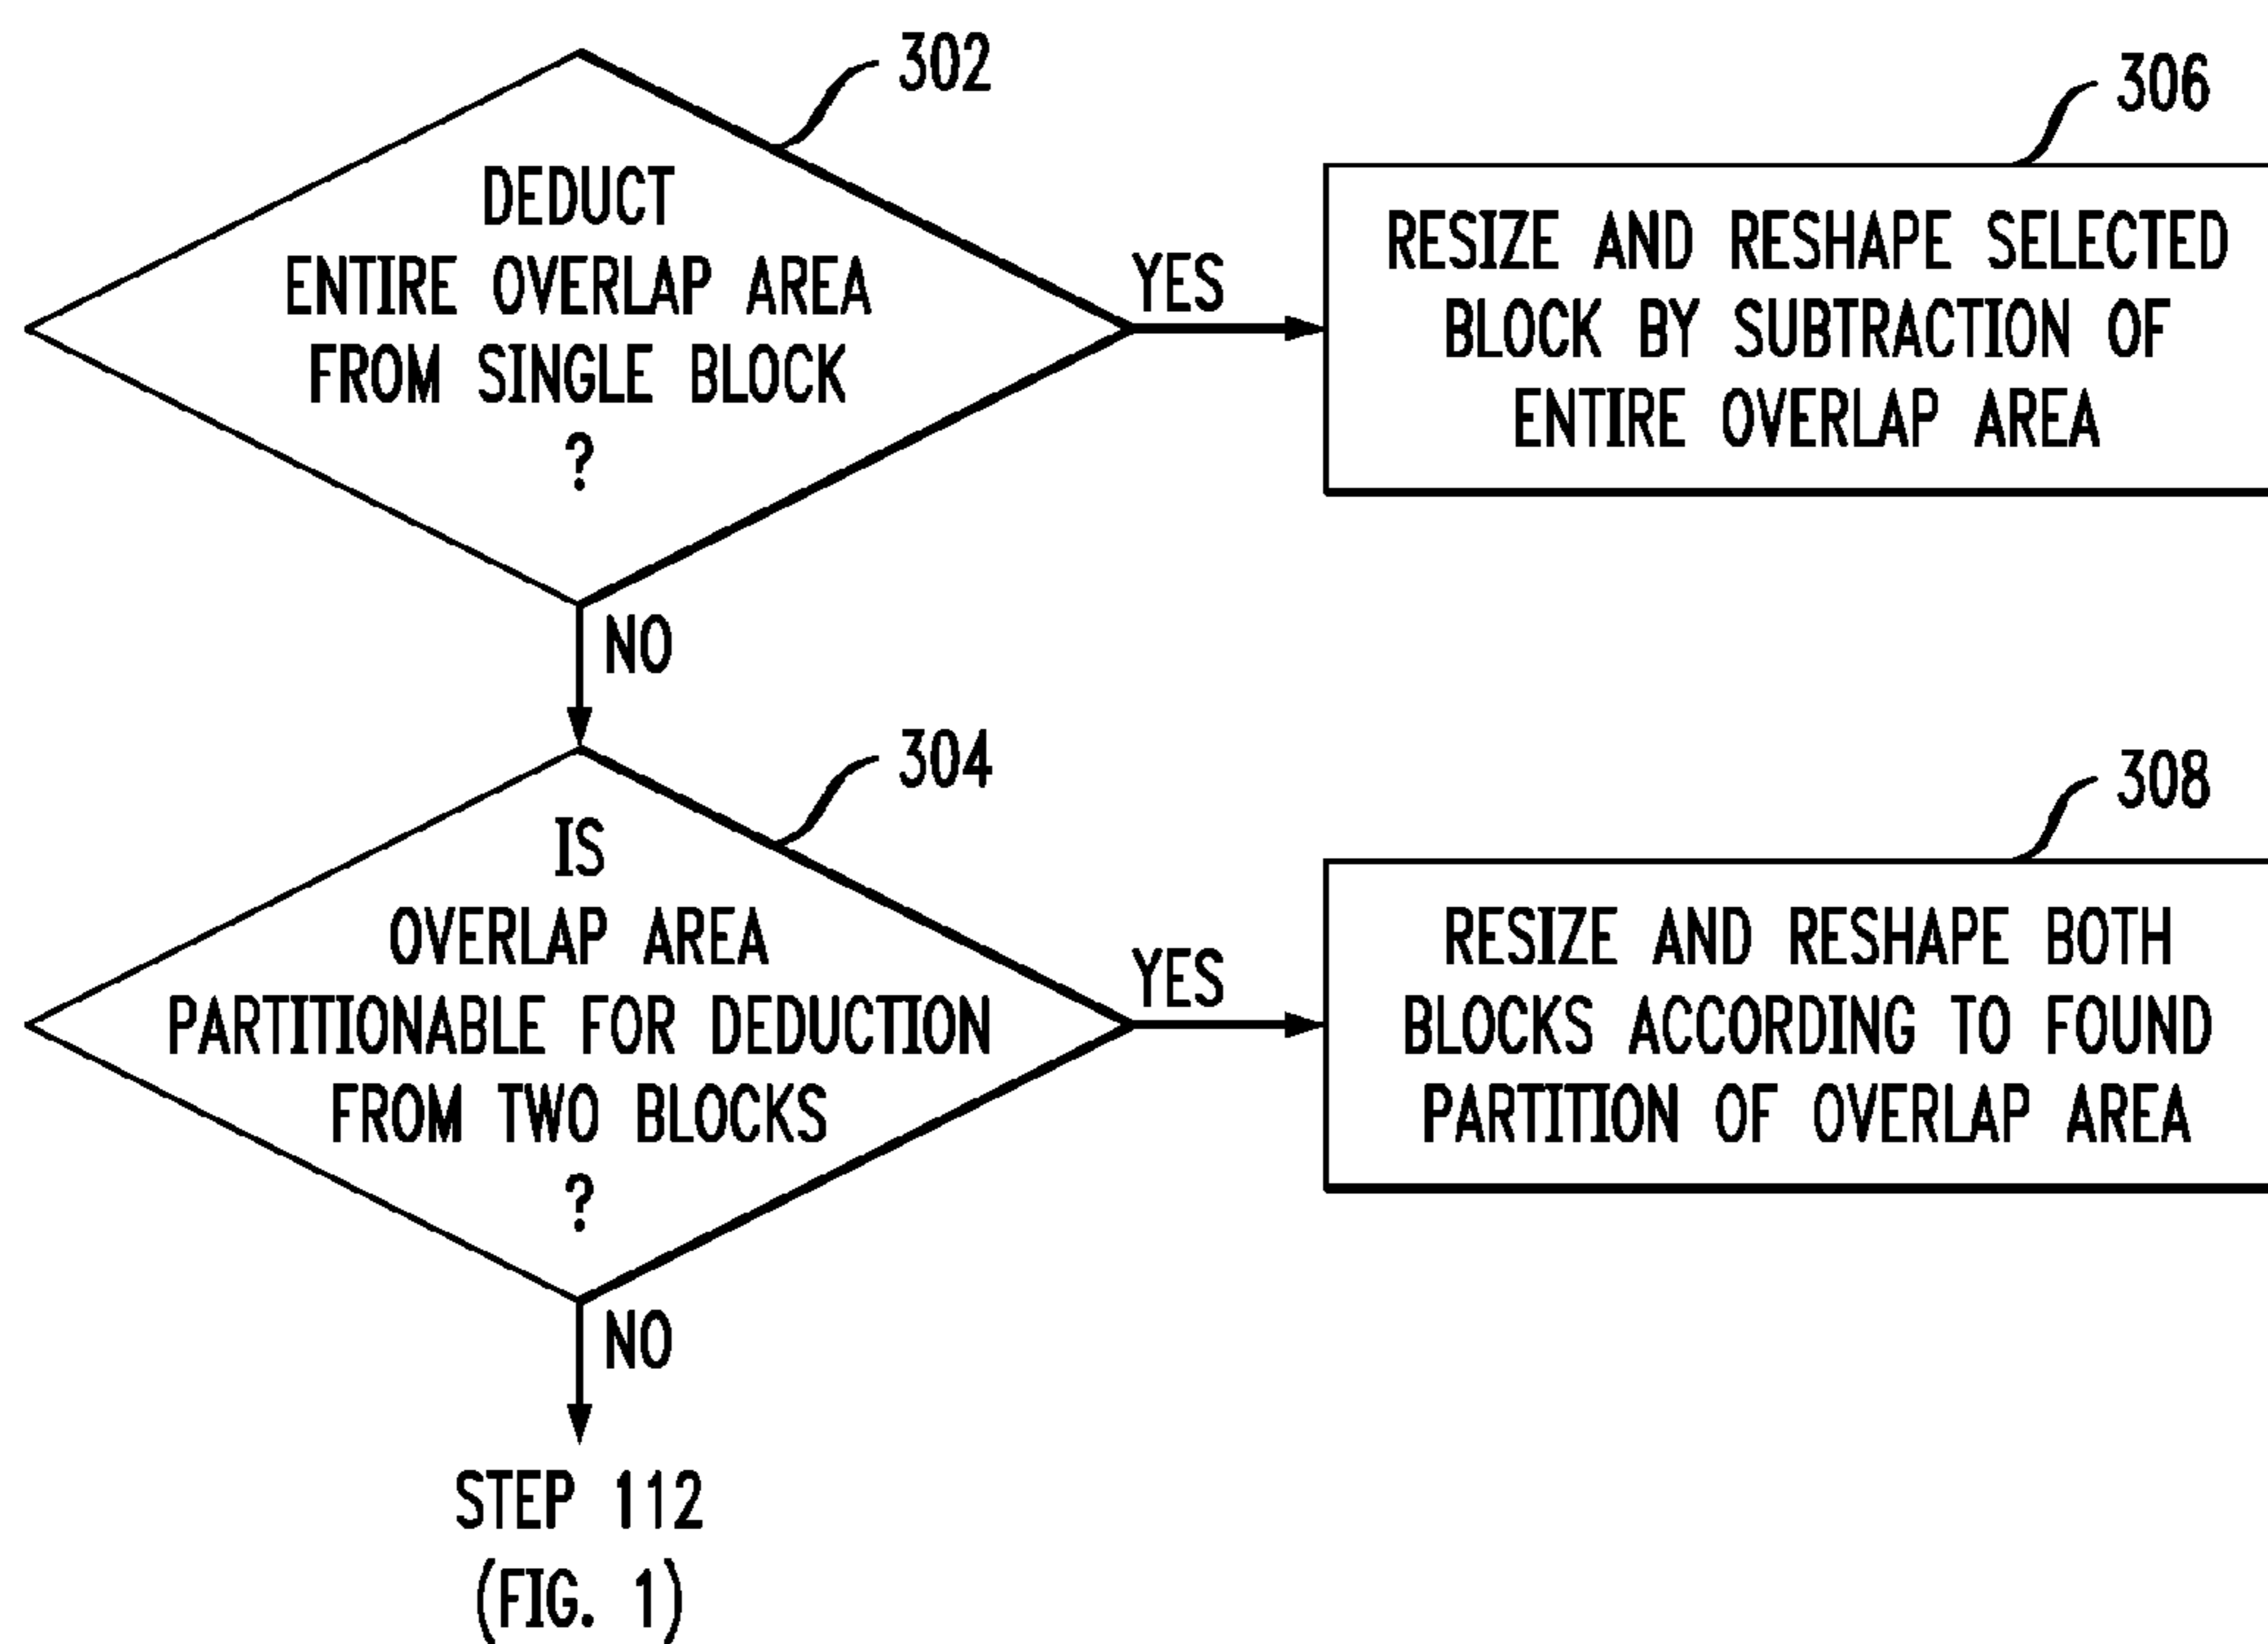 302
DEDUCT
ENTIRE OVERLAP AREA
FROM SINGLE BLOCK
?
YES
306
RESIZE AND RESHAPE SELECTED
BLOCK BY SUBTRACTION OF
ENTIRE OVERLAP AREA
NO
304
IS
OVERLAP AREA
PARTITIONABLE FOR DEDUCTION
FROM TWO BLOCKS
?
YES
308
RESIZE AND RESHAPE BOTH
BLOCKS ACCORDING TO FOUND
PARTITION OF OVERLAP AREA
NO
STEP 112
(FIG. 1)